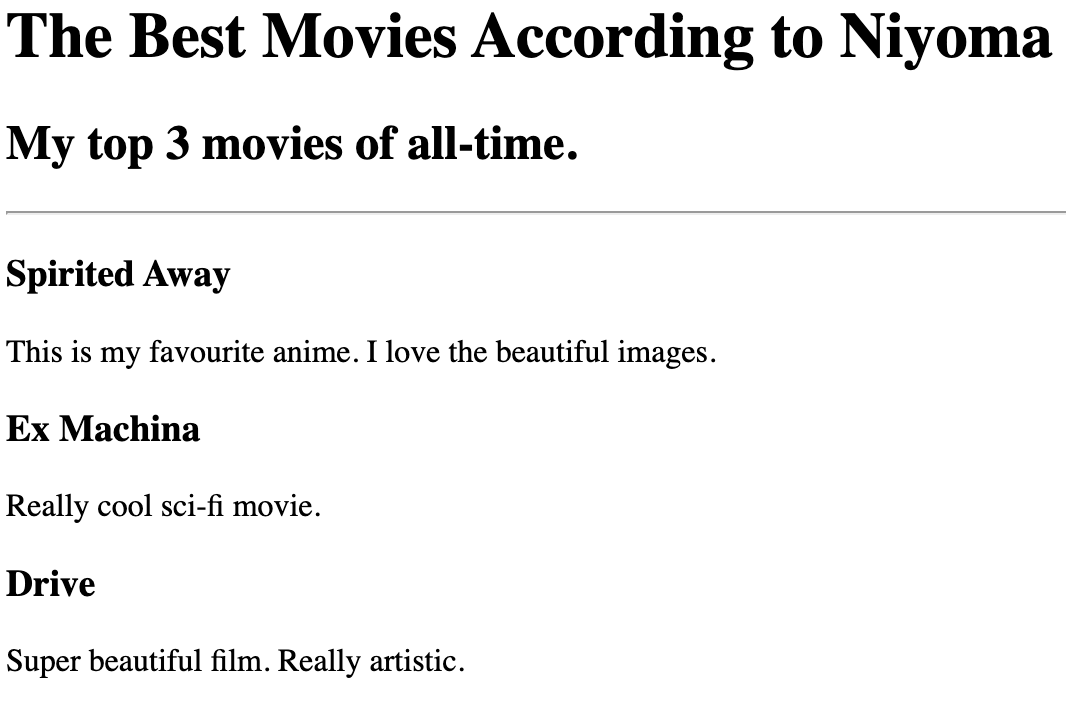 The Best Movies According to Niyoma
My top 3 movies of all-time.
Spirited Away
This is my favourite anime. I love the beautiful images.
Ex Machina
Really cool sci-fi movie.
Drive
Super beautiful film. Really artistic.